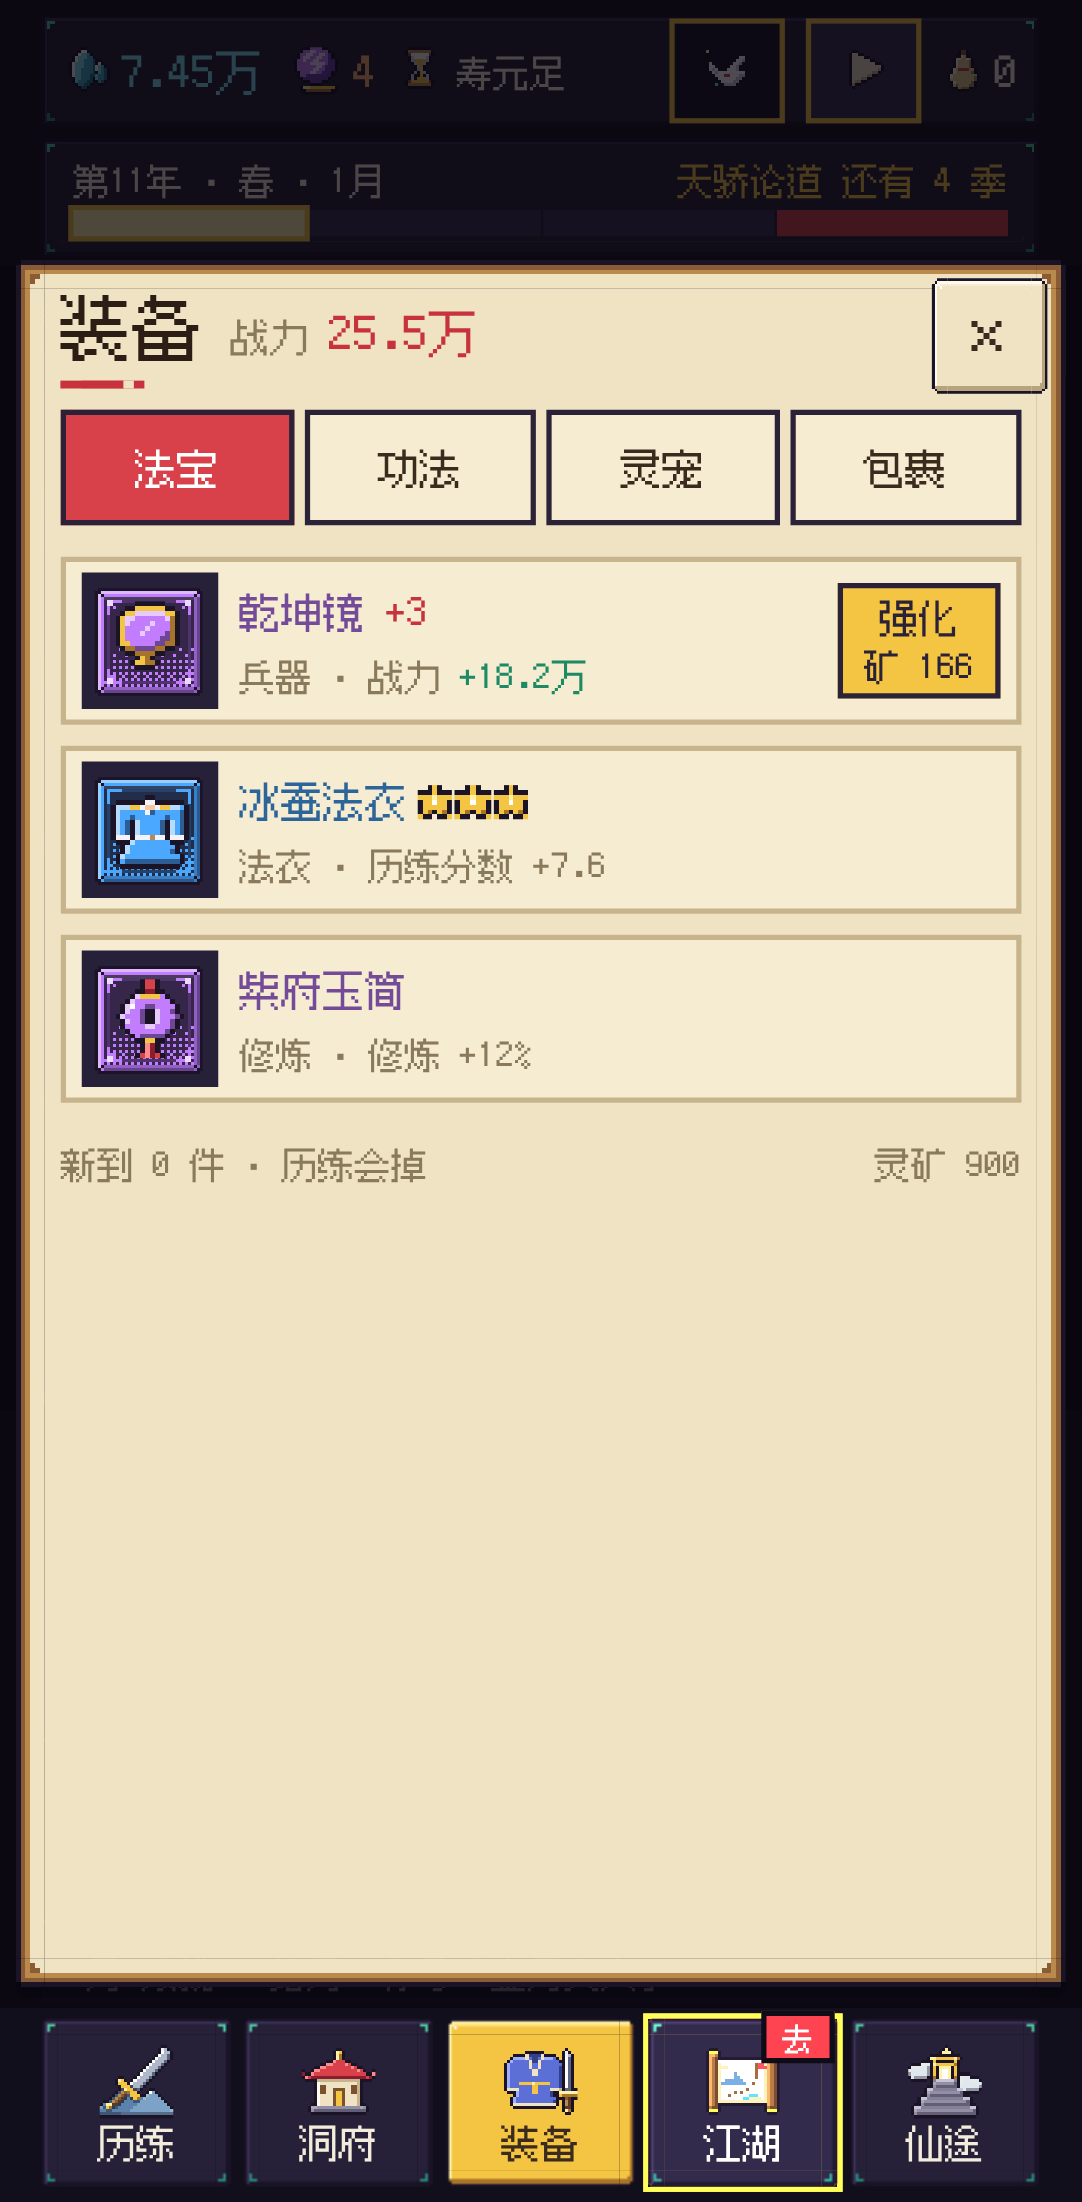 7.45万 4 寿元足 0
第11年 · 春 · 1月 天骄论道 还有 4 季
装备 战力 25.5万 x
法宝 功法 灵宠 包裹
乾坤镜 +3
兵器 · 战力 +18.2万
强化
矿 166
冰蚕法衣
法衣 · 历练分数 +7.6
紫府玉简
修炼 · 修炼 +12%
新到 0 件 · 历练会掉 灵矿 900
去
历练 洞府 装备 江湖 仙途